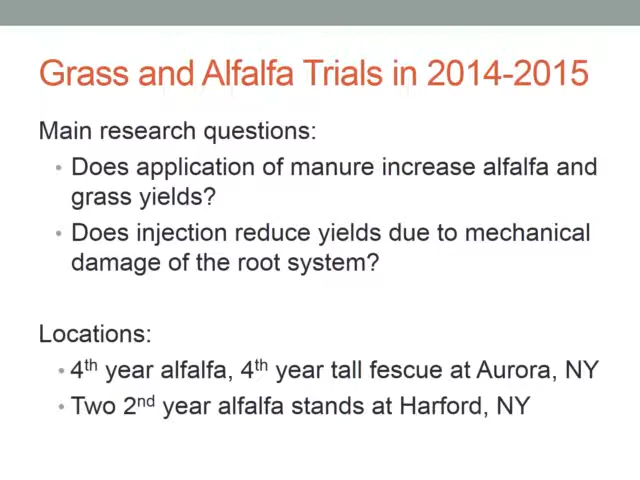 Grass and Alfalfa Trials in 2014-2015
Main research questions:
• Does application of manure increase alfalfa and
grass yields?
• Does injection reduce yields due to mechanical
damage of the root system?
Locations:
• 4th year alfalfa, 4th year tall fescue at Aurora, NY
• Two 2nd year alfalfa stands at Harford, NY